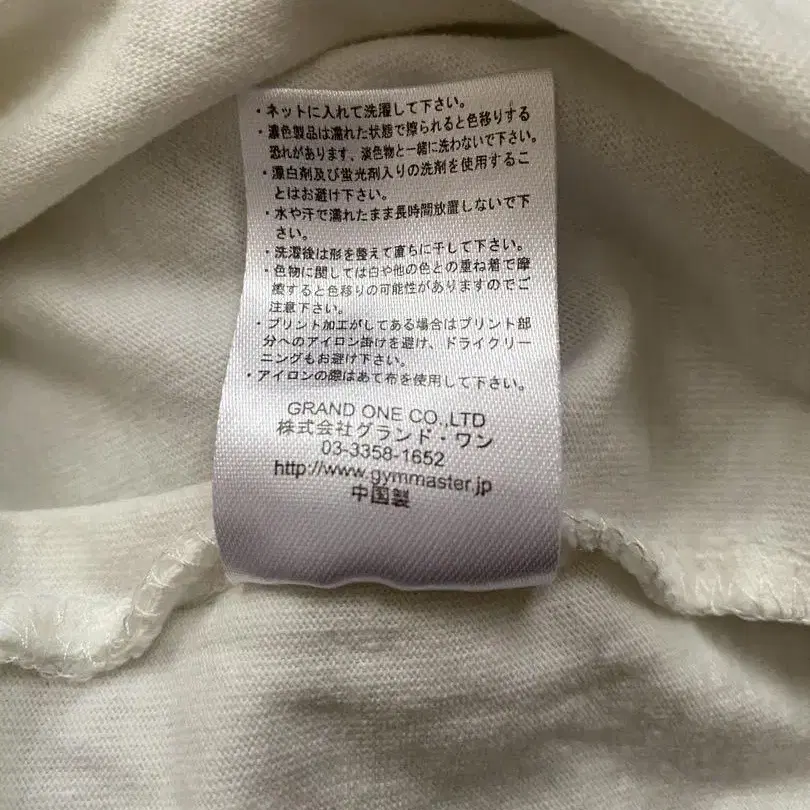 ・ネットに入れて洗濯して下さい。
・濃色製品は濡れた状態で擦られると色移りする
恐れがあります、淡色物と一緒に洗わないで下さい。
・漂白剤及び蛍光剤入りの洗剤を使用するこ
とはお避け下さい。
・水や汗で濡れたまま長時間放置しないで下
さい。
・洗濯後は形を整えて直ちに干して下さい。
・色物に関しては白や他の色との重ね着で摩
擦すると色移りの可能性がありますのでご
注意下さい。
・プリント加工がしてある場合はプリント部
分へのアイロン掛けを避け、ドライクリー
ニングもお避け下さい。
・アイロンの際はあて布を使用して下さい。
GRAND ONE CO.,LTD
株式会社グランド・ワン
03-3358-1652
http://www.gymmaster.jp
中国製